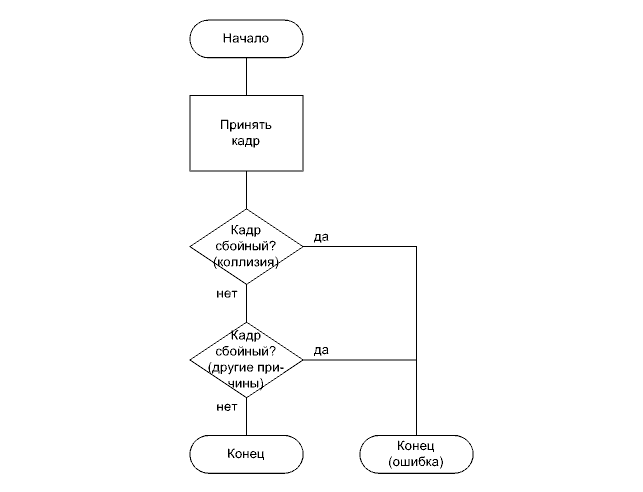 Начало
Принять
кадр
Кадр
сбойный?
(коллизия)
да
нет
Кадр
сбойный?
(другие при-
чины)
да
нет
Конец
Конец
(ошибка)